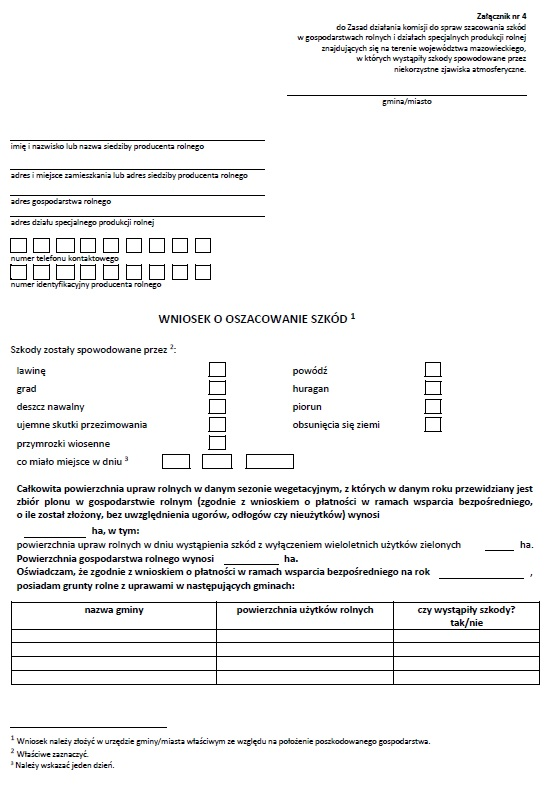 Załącznik nr 4
do Zasad działania komisji do spraw szacowania szkód
w gospodarstwach rolnych i działach specjalnych produkcji rolnej
znajdujących się na terenie województwa mazowieckiego,
w których wystąpiły szkody spowodowane przez
niekorzystne zjawiska atmosferyczne.
gmina/miasto
imię i nazwisko lub nazwa siedziby producenta rolnego
adres i miejsce zamieszkania lub adres siedziby producenta rolnego
adres gospodarstwa rolnego
adres działu specjalnego produkcji rolnej
numer telefonu kontaktowego
numer identyfikacyjny producenta rolnego
WNIOSEK O OSZACOWANIE SZKÓD 1
Szkody zostały spowodowane przez 2:
lawinę powódź
grad huragan
deszcz nawalny piorun
ujemne skutki przezimowania obsunięcia się ziemi
przymrozki wiosenne
co miało miejsce w dniu 3
Całkowita powierzchnia upraw rolnych w danym sezonie wegetacyjnym, z których w danym roku przewidziany jest
zbiór plonu w gospodarstwie rolnym (zgodnie z wnioskiem o płatności w ramach wsparcia bezpośredniego,
o ile został złożony, bez uwzględnienia ugorów, odłogów czy nieużytków) wynosi
ha, w tym:
powierzchnia upraw rolnych w dniu wystąpienia szkód z wyłączeniem wieloletnich użytków zielonych ha.
Powierzchnia gospodarstwa rolnego wynosi ha.
Oświadczam, że zgodnie z wnioskiem o płatności w ramach wsparcia bezpośredniego na rok ,
posiadam grunty rolne z uprawami w następujących gminach:
nazwa gminy powierzchnia użytków rolnych czy wystąpiły szkody?
tak/nie
1 Wniosek należy złożyć w urzędzie gminy/miasta właściwym ze względu na położenie poszkodowanego gospodarstwa.
2 Właściwe zaznaczyć.
3 Należy wskazać jeden dzień.